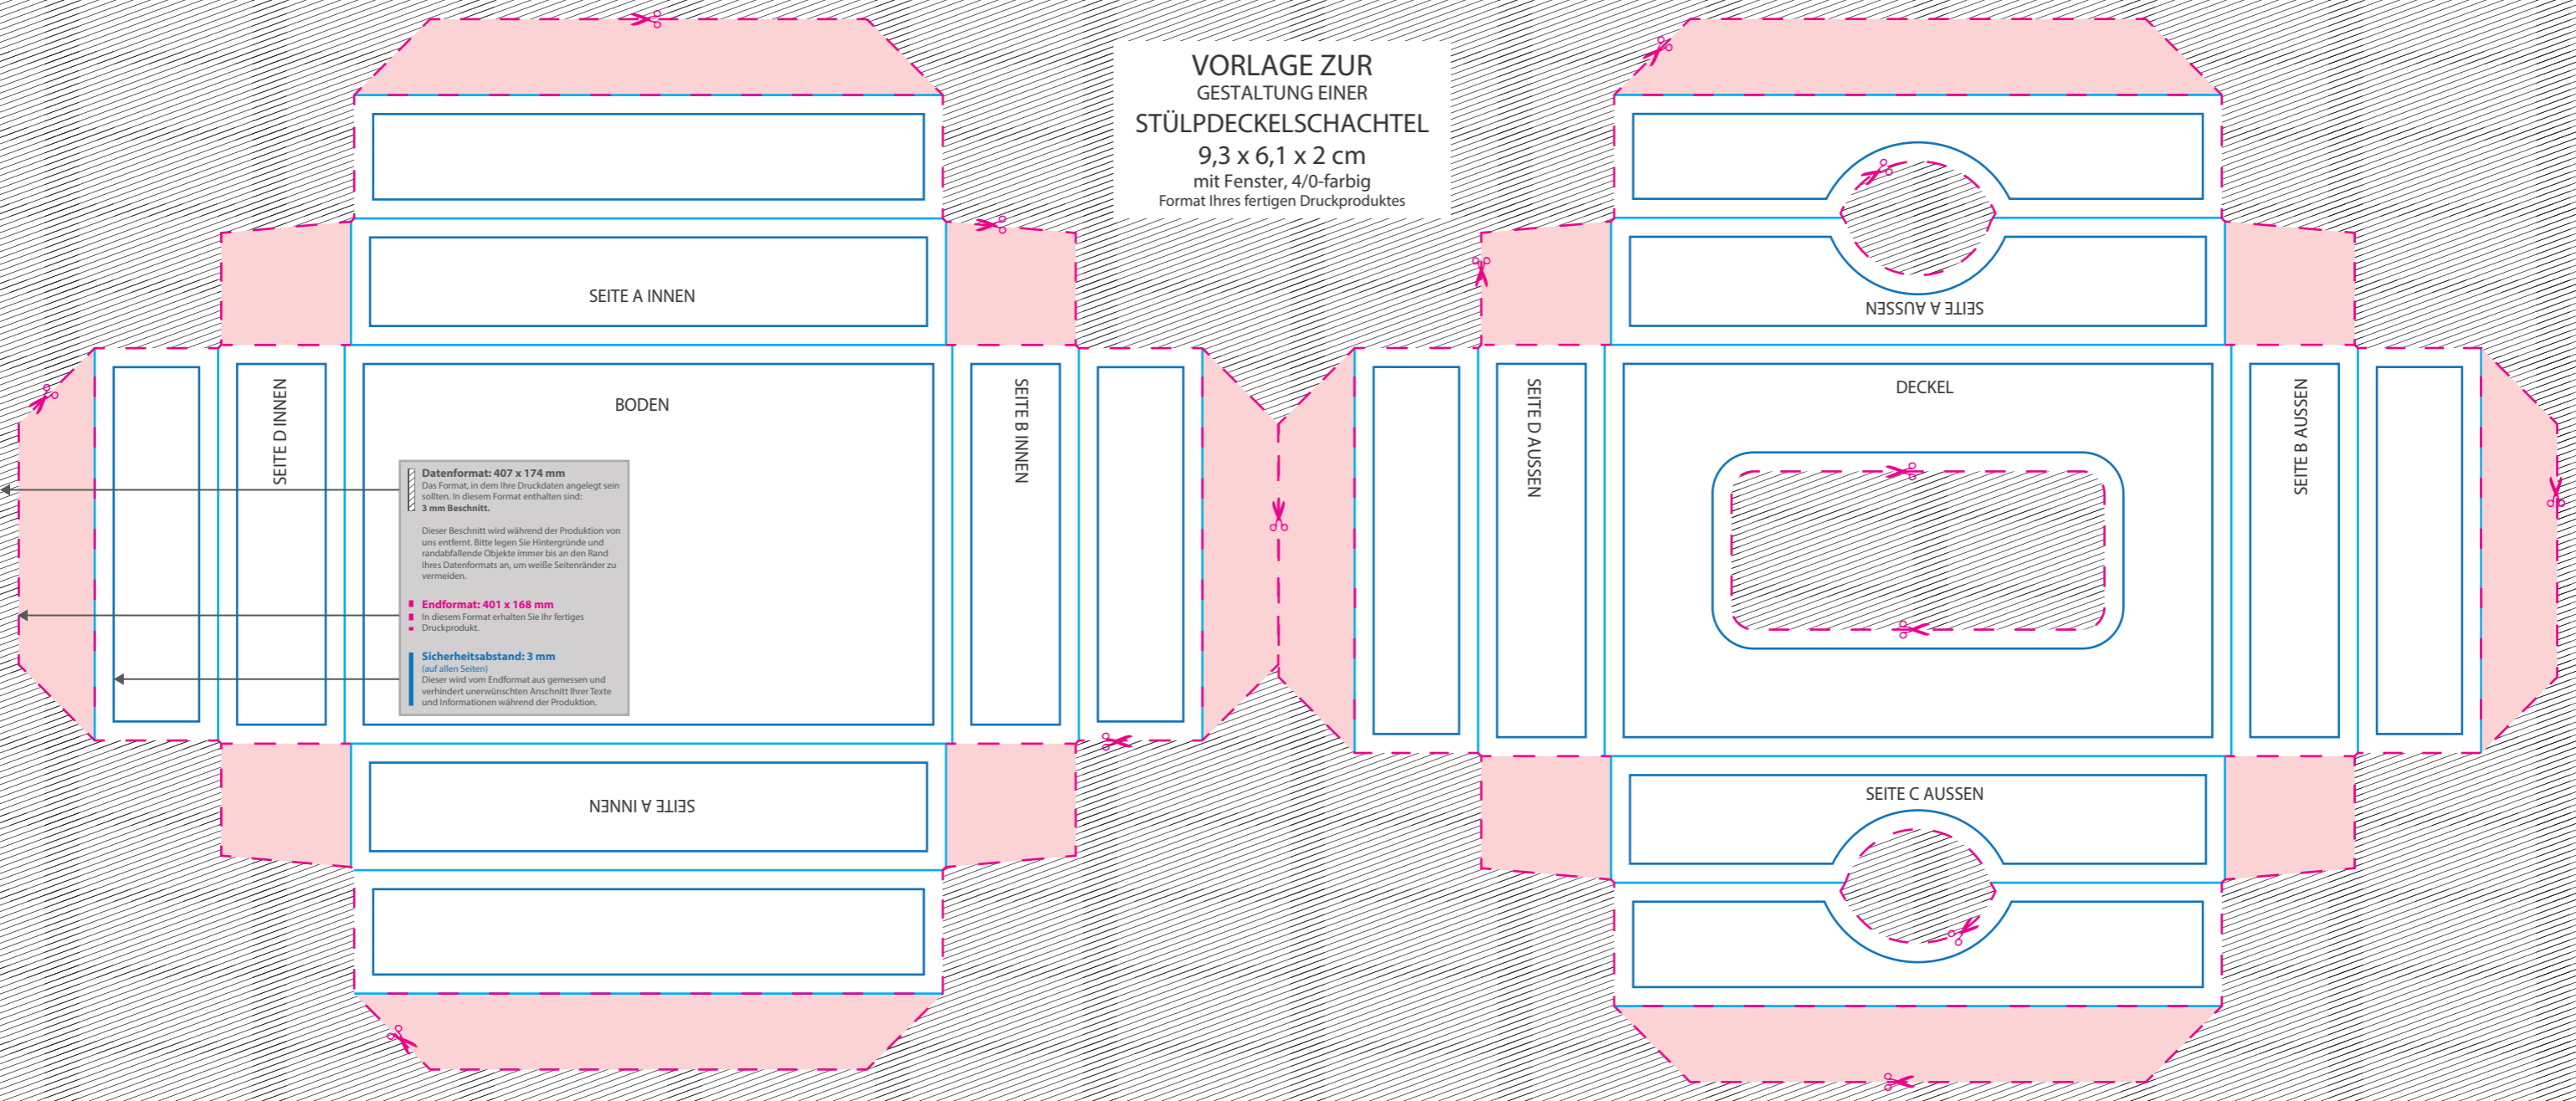 VORLAGE ZUR
GESTALTUNG EINER
STÜLPDECKELSCHACHTEL
9,3 x 6,1 x 2 cm
mit Fenster, 4/0-farbig
Format Ihres fertigen Druckproduktes
SEITE A INNEN
SEITE D INNEN
BODEN
SEITE B INNEN
Datenformat: 407 x 174 mm
Das Format, in dem Ihre Druckdaten angelegt sein
sollten. In diesem Format enthalten sind:
3 mm Beschnitt.
Dieser Beschnitt wird während der Produktion von
uns entfernt. Bitte legen Sie Hintergründe und
randabfallende Objekte immer bis an den Rand
Ihres Datenformats an, um weiße Seitenränder zu
vermeiden.
Endformat: 401 x 168 mm
In diesem Format erhalten Sie Ihr fertiges
Druckprodukt.
Sicherheitsabstand: 3 mm
(auf allen Seiten)
Dieser wird vom Endformat aus gemessen und
verhindert unerwünschten Anschnitt Ihrer Texte
und Informationen während der Produktion.
SEITE A INNEN
SEITE A AUSSEN
SEITE D AUSSEN
DECKEL
SEITE B AUSSEN
SEITE C AUSSEN